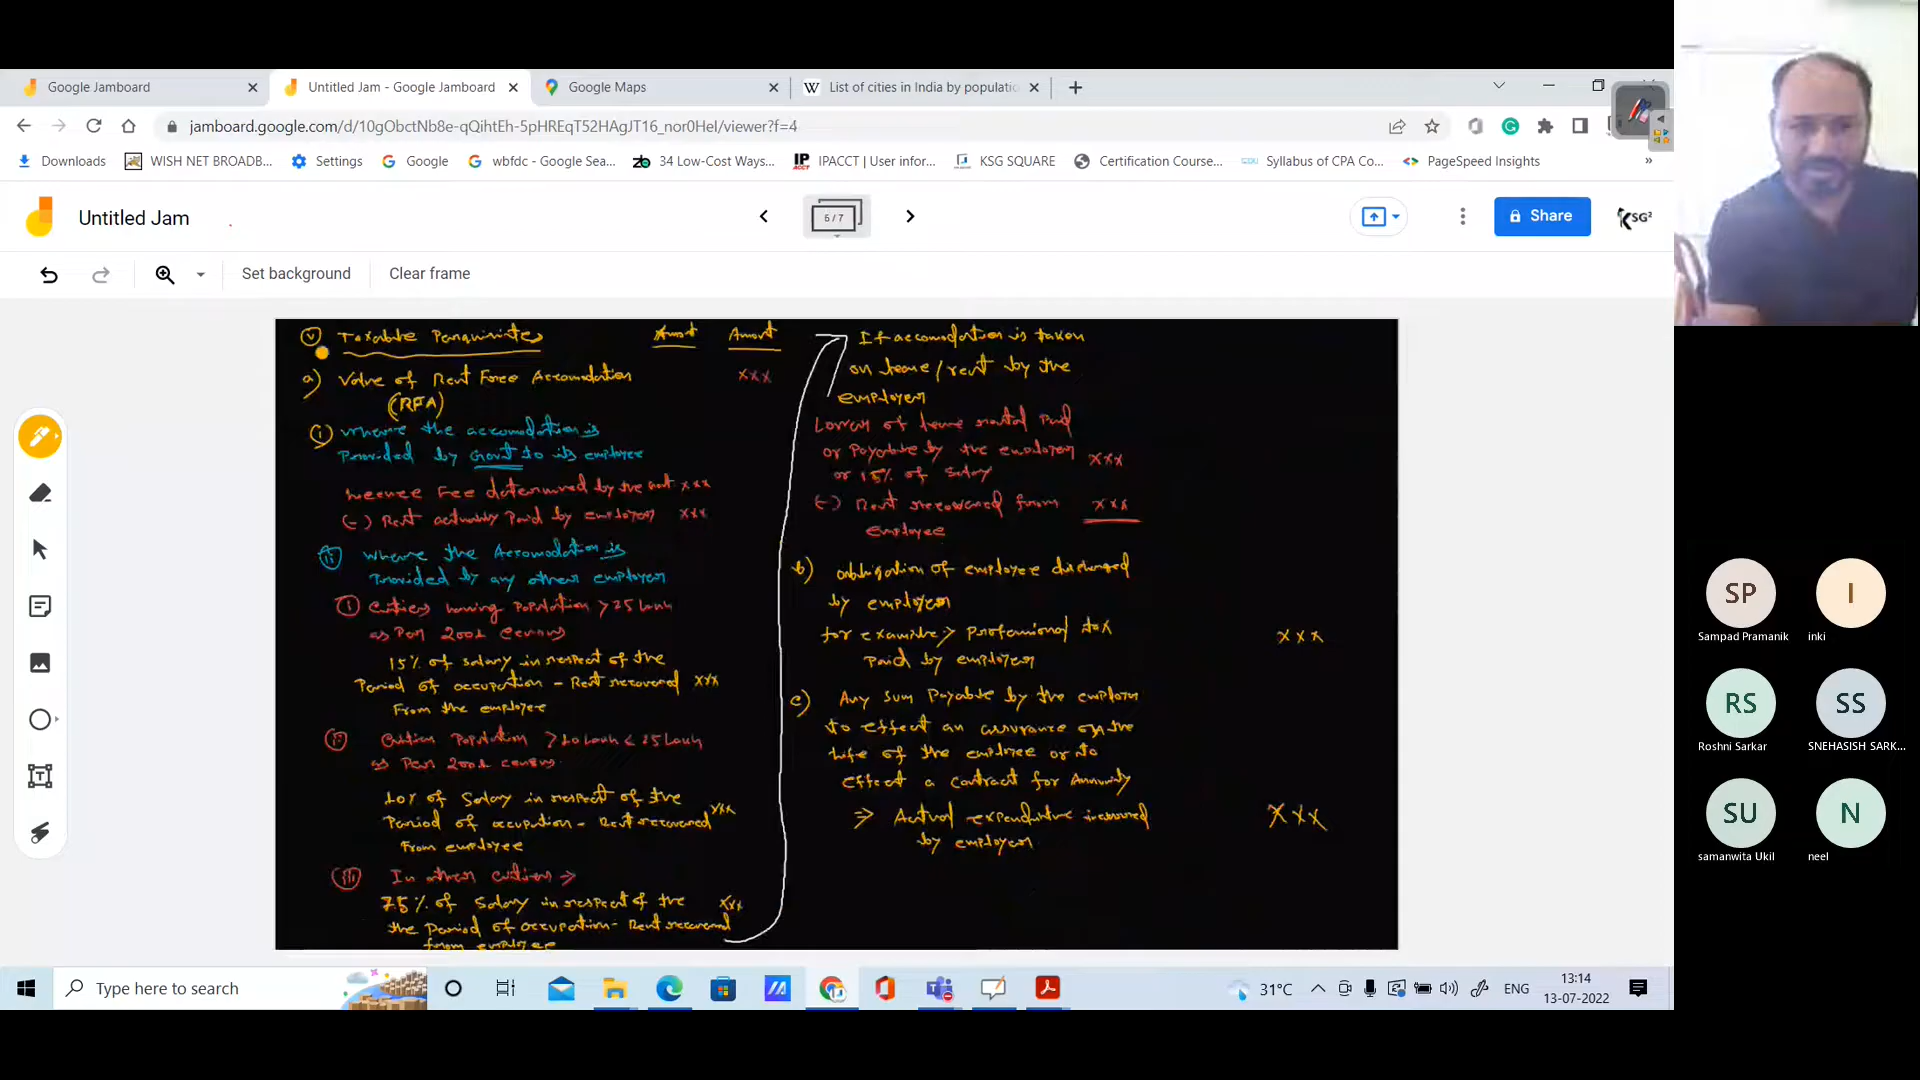 Google Jamboard
Untitled Jam - Google Jamboard
Google Maps
List of cities in India by populatio
jamboard.google.com/d/10gObctNb8e-qQihtEh-5pHREqT52HAgJT16_nor0HeI/viewer?f=4
Downloads
WISH NET BROADB...
Settings
Google
wbfdc - Google Sea...
34 Low-Cost Ways...
IPACCT | User infor...
KSG SQUARE
Certification Course...
Syllabus of CPA Co...
PageSpeed Insights
»
Untitled Jam
6 / 7
Share
KSG²
Set background
Clear frame
(v) Taxable Perquisites Amont Amont
a) Value of Rent Free Accomodation xxx
(RFA)
(i) where the accomodation is
Provided by Govt to its employee
Licence Fee determined by the Govt xxx
(-) Rent actually Paid by employee xxx
(ii) where the Accomodation is
Provided by any other employer
(i) Cities having Population > 25 lakh
as Per 2001 census
15% of salary in respect of the
Period of occupation - Rent recovered xxx
From the employee
(ii) Cities Population > 10 lakh < 25 lakh
as Per 2001 census
10% of Salary in respect of the
Period of occupation - Rent recovered xxx
From employee
(iii) In other cities →
7.5% of Salary in respect of the xxx
the Period of occupation - Rent recovered
from employee
If accomodation is taken
on lease/rent by the
employer
Lower of lease rental Paid
or Payable by the employer xxx
or 15% of Salary
(-) Rent recovered from xxx
employee
b) obligation of employee discharged
by employer
for example → Professional tax xxx
Paid by employer
c) Any sum Payable by the employer
to effect an assurance on the
life of the employee or to
effect a contract for Annuity
⇒ Actual expenditure incurred xxx
by employer
SP
Sampad Pramanik
I
inki
RS
Roshni Sarkar
SS
SNEHASISH SARK...
SU
samanwita Ukil
N
neel
Type here to search
31°C
ENG
13:14
13-07-2022